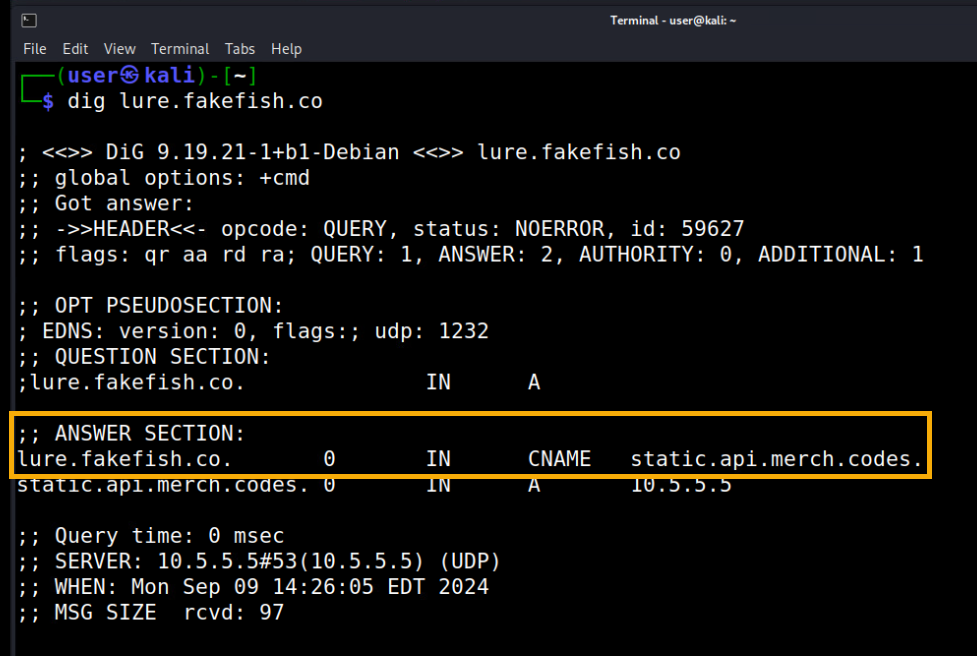 Terminal - user@kali: ~
File Edit View Terminal Tabs Help
┌──(user㉿kali)-[~]
└─$ dig lure.fakefish.co
; <<>> DiG 9.19.21-1+b1-Debian <<>> lure.fakefish.co
;; global options: +cmd
;; Got answer:
;; ->>HEADER<<- opcode: QUERY, status: NOERROR, id: 59627
;; flags: qr aa rd ra; QUERY: 1, ANSWER: 2, AUTHORITY: 0, ADDITIONAL: 1
;; OPT PSEUDOSECTION:
; EDNS: version: 0, flags:; udp: 1232
;; QUESTION SECTION:
;lure.fakefish.co. IN A
;; ANSWER SECTION:
lure.fakefish.co. 0 IN CNAME static.api.merch.codes.
static.api.merch.codes. 0 IN A 10.5.5.5
;; Query time: 0 msec
;; SERVER: 10.5.5.5#53(10.5.5.5) (UDP)
;; WHEN: Mon Sep 09 14:26:05 EDT 2024
;; MSG SIZE rcvd: 97